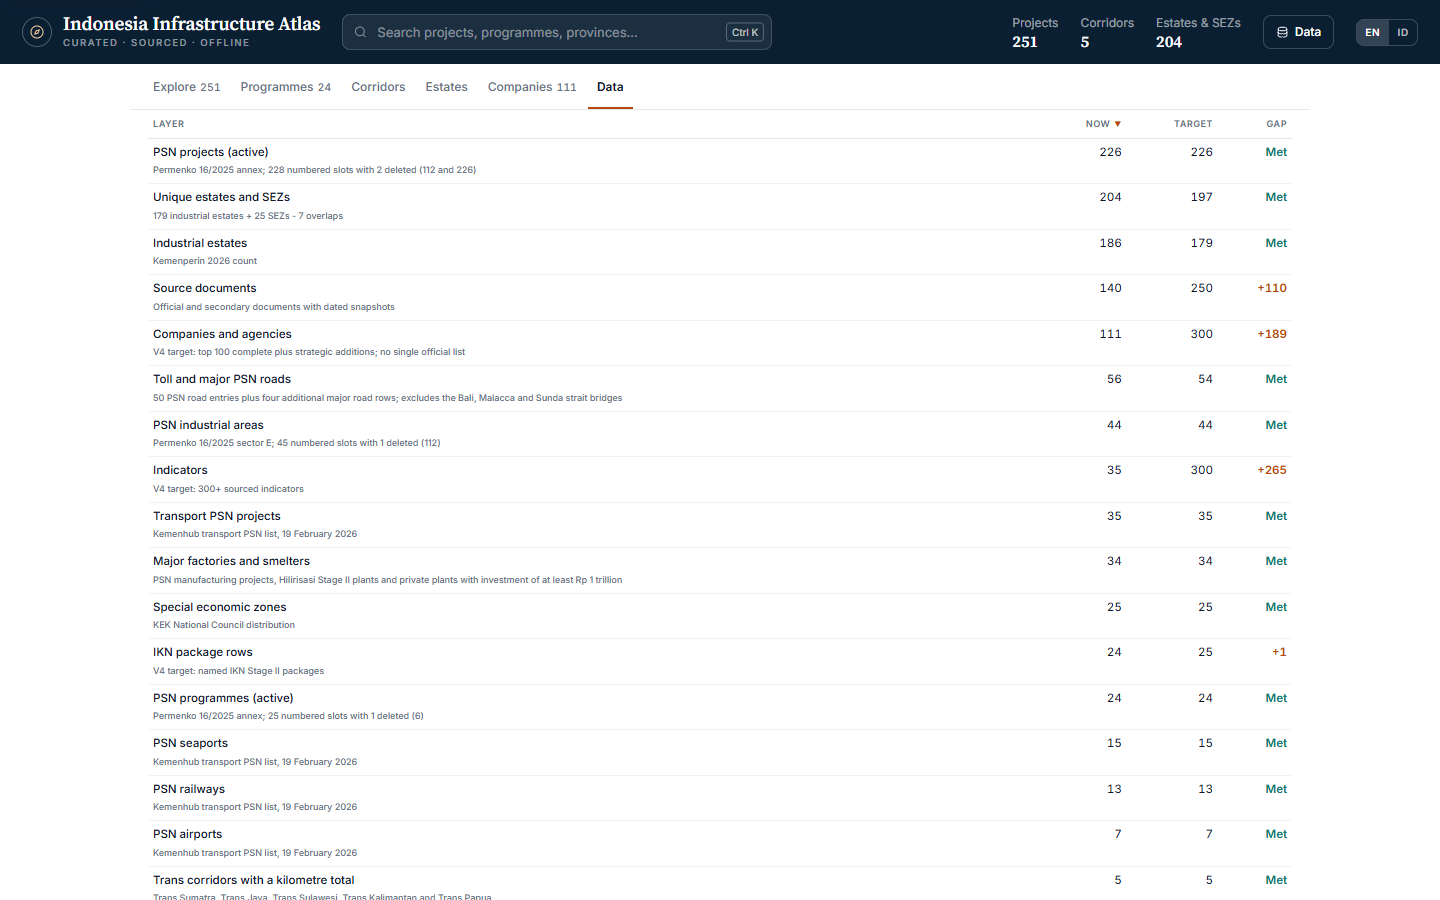 Indonesia Infrastructure Atlas
CURATED · SOURCED · OFFLINE
Search projects, programmes, provinces...
Ctrl K
Projects
251
Corridors
5
Estates & SEZs
204
Data
EN
ID
Explore 251
Programmes 24
Corridors
Estates
Companies 111
Data
LAYER NOW ▼ TARGET GAP
PSN projects (active) 226 226 Met
Permenko 16/2025 annex; 228 numbered slots with 2 deleted (112 and 226)
Unique estates and SEZs 204 197 Met
179 industrial estates + 25 SEZs - 7 overlaps
Industrial estates 186 179 Met
Kemenperin 2026 count
Source documents 140 250 +110
Official and secondary documents with dated snapshots
Companies and agencies 111 300 +189
V4 target: top 100 complete plus strategic additions; no single official list
Toll and major PSN roads 56 54 Met
50 PSN road entries plus four additional major road rows; excludes the Bali, Malacca and Sunda strait bridges
PSN industrial areas 44 44 Met
Permenko 16/2025 sector E; 45 numbered slots with 1 deleted (112)
Indicators 35 300 +265
V4 target: 300+ sourced indicators
Transport PSN projects 35 35 Met
Kemenhub transport PSN list, 19 February 2026
Major factories and smelters 34 34 Met
PSN manufacturing projects, Hilirisasi Stage II plants and private plants with investment of at least Rp 1 trillion
Special economic zones 25 25 Met
KEK National Council distribution
IKN package rows 24 25 +1
V4 target: named IKN Stage II packages
PSN programmes (active) 24 24 Met
Permenko 16/2025 annex; 25 numbered slots with 1 deleted (6)
PSN seaports 15 15 Met
Kemenhub transport PSN list, 19 February 2026
PSN railways 13 13 Met
Kemenhub transport PSN list, 19 February 2026
PSN airports 7 7 Met
Kemenhub transport PSN list, 19 February 2026
Trans corridors with a kilometre total 5 5 Met
Trans Sumatra, Trans Java, Trans Sulawesi, Trans Kalimantan and Trans Papua